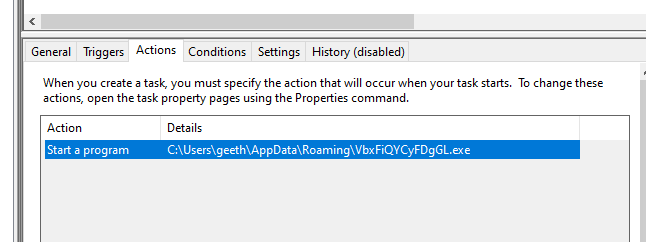 General Triggers Actions Conditions Settings History (disabled)
When you create a task, you must specify the action that will occur when your task starts. To change these
actions, open the task property pages using the Properties command.
Action Details
Start a program C:\Users\geeth\AppData\Roaming\VbxFiQYCyFDgGL.exe